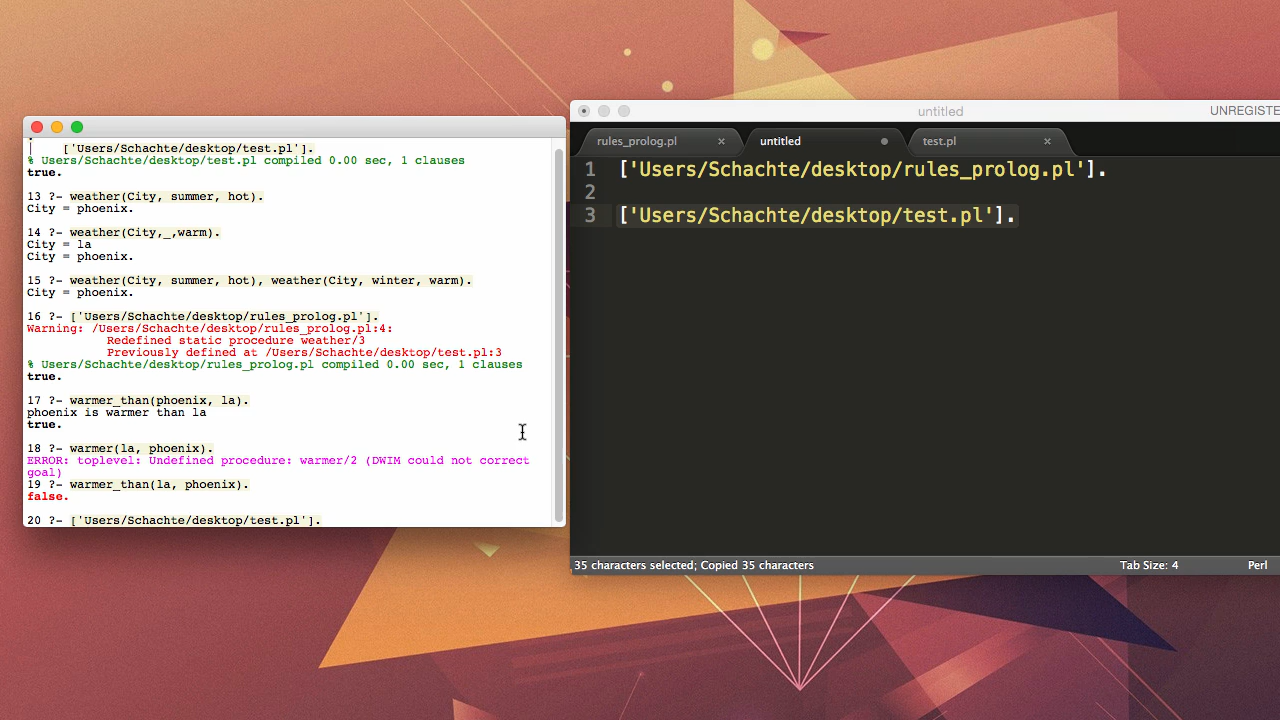 |    ['Users/Schachte/desktop/test.pl'].
% Users/Schachte/desktop/test.pl compiled 0.00 sec, 1 clauses
true.
13 ?- weather(City, summer, hot).
City = phoenix.
14 ?- weather(City,_,warm).
City = la
City = phoenix.
15 ?- weather(City, summer, hot), weather(City, winter, warm).
City = phoenix.
16 ?- ['Users/Schachte/desktop/rules_prolog.pl'].
Warning: /Users/Schachte/desktop/rules_prolog.pl:4:
Redefined static procedure weather/3
Previously defined at /Users/Schachte/desktop/test.pl:3
% Users/Schachte/desktop/rules_prolog.pl compiled 0.00 sec, 1 clauses
true.
17 ?- warmer_than(phoenix, la).
phoenix is warmer than la
true.
18 ?- warmer(la, phoenix).
ERROR: toplevel: Undefined procedure: warmer/2 (DWIM could not correct
goal)
19 ?- warmer_than(la, phoenix).
false.
20 ?- ['Users/Schachte/desktop/test.pl'].
untitled
UNREGISTE
rules_prolog.pl × untitled test.pl ×
1 ['Users/Schachte/desktop/rules_prolog.pl'].
2
3 ['Users/Schachte/desktop/test.pl'].
35 characters selected; Copied 35 characters
Tab Size: 4
Perl